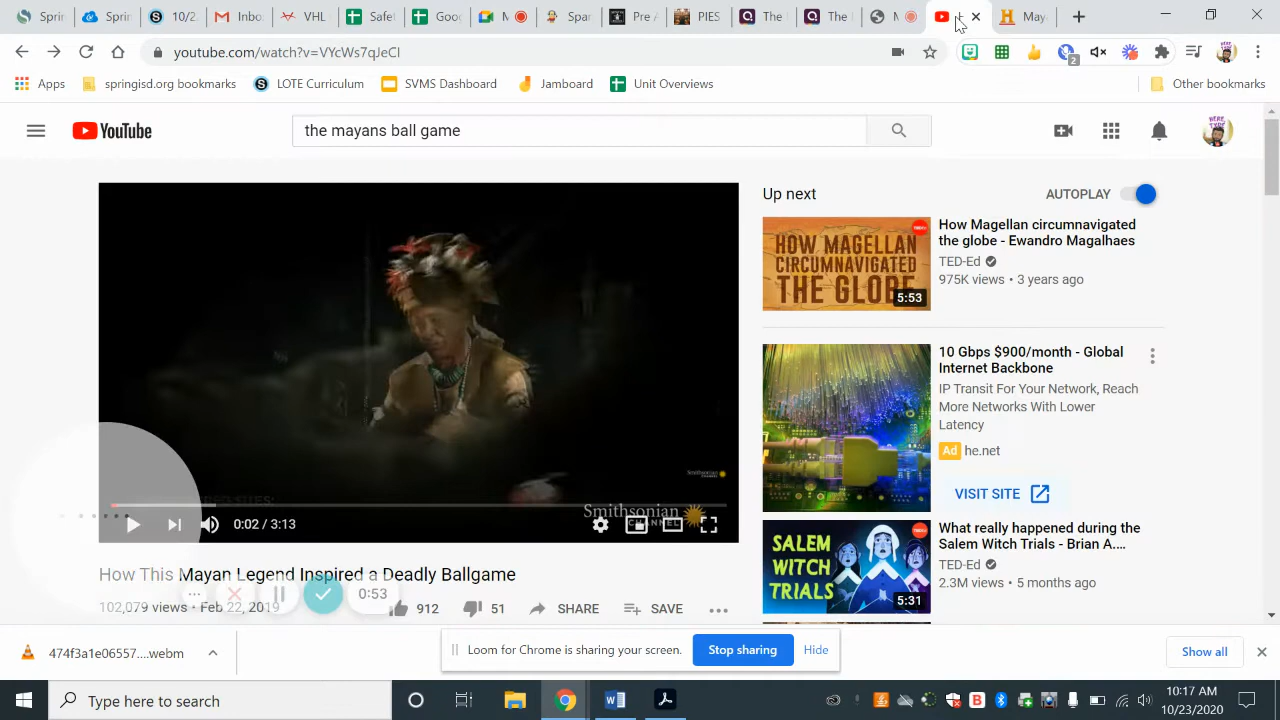 Sprin
Sprin
10/2
Inbo
VHL
Safet
Goo
M
Span
Pre A
PIES
The
The
M
May
youtube.com/watch?v=VYcWs7qJeCI
2
Apps
springisd.org bookmarks
LOTE Curriculum
SVMS Dashboard
Jamboard
Unit Overviews
Other bookmarks
YouTube
the mayans ball game
Smithsonian
Smithsonian
CHANNEL
0:02 / 3:13
How This Mayan Legend Inspired a Deadly Ballgame
102,079 views • Feb 22, 2019
0:53
912
51
SHARE
SAVE
Up next
AUTOPLAY
HOW MAGELLAN
CIRCUMNAVIGATED
THE GLOBE
5:53
How Magellan circumnavigated
the globe - Ewandro Magalhaes
TED-Ed
975K views • 3 years ago
10 Gbps $900/month - Global
Internet Backbone
IP Transit For Your Network, Reach
More Networks With Lower
Latency
Ad he.net
VISIT SITE
SALEM
WITCH
TRIALS
5:31
What really happened during the
Salem Witch Trials - Brian A....
TED-Ed
2.3M views • 5 months ago
474f3a1e06557....webm
Loom for Chrome is sharing your screen.
Stop sharing
Hide
Show all
Type here to search
10:17 AM
10/23/2020